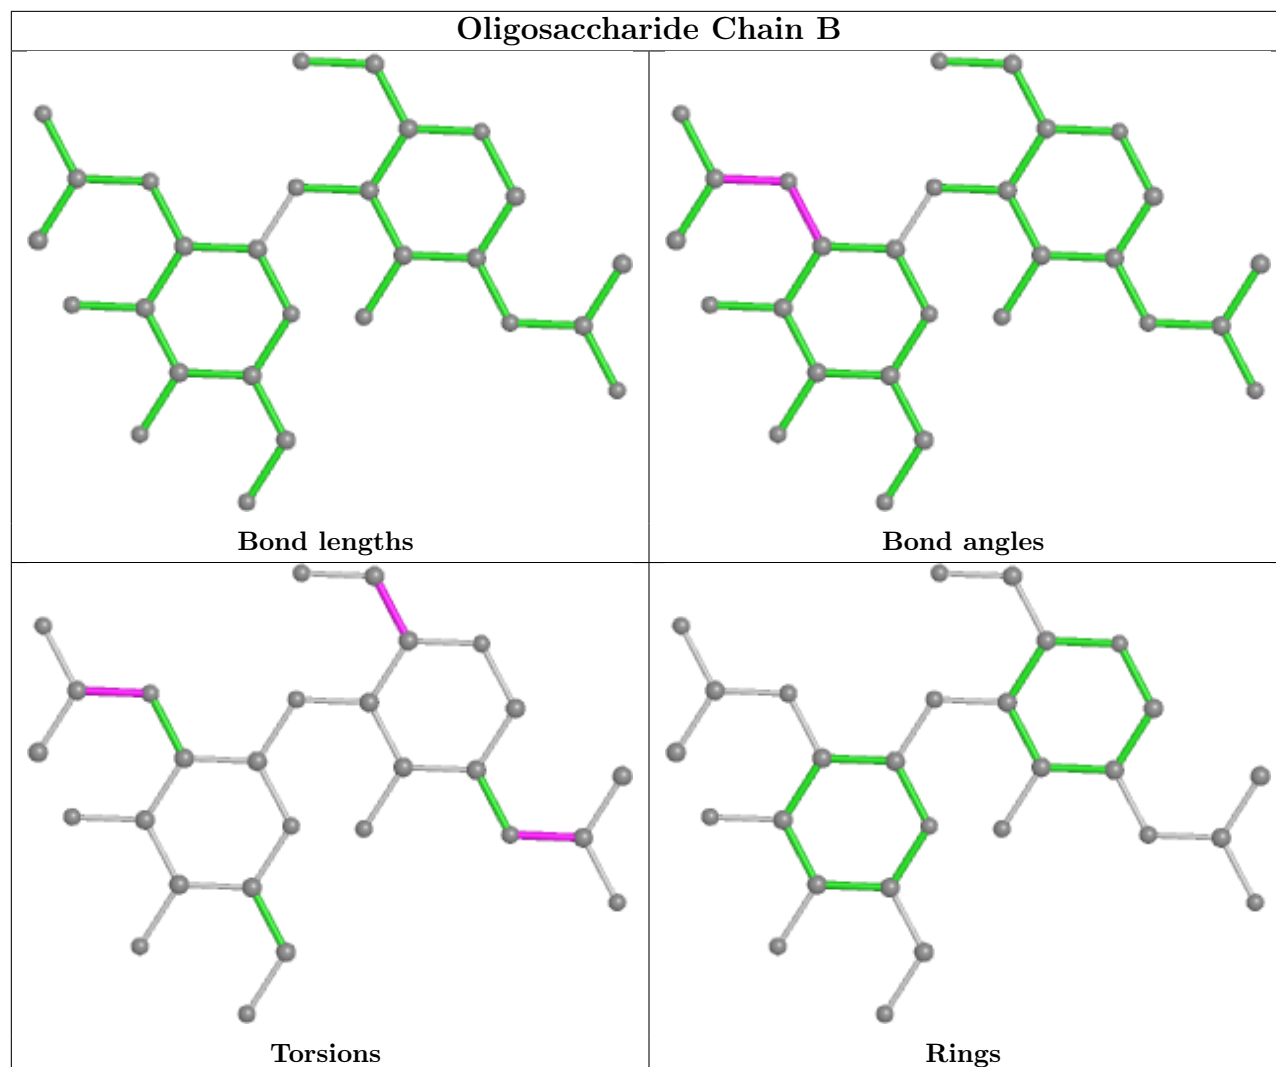 Oligosaccharide Chain B
Bond lengths
Bond angles
Torsions
Rings